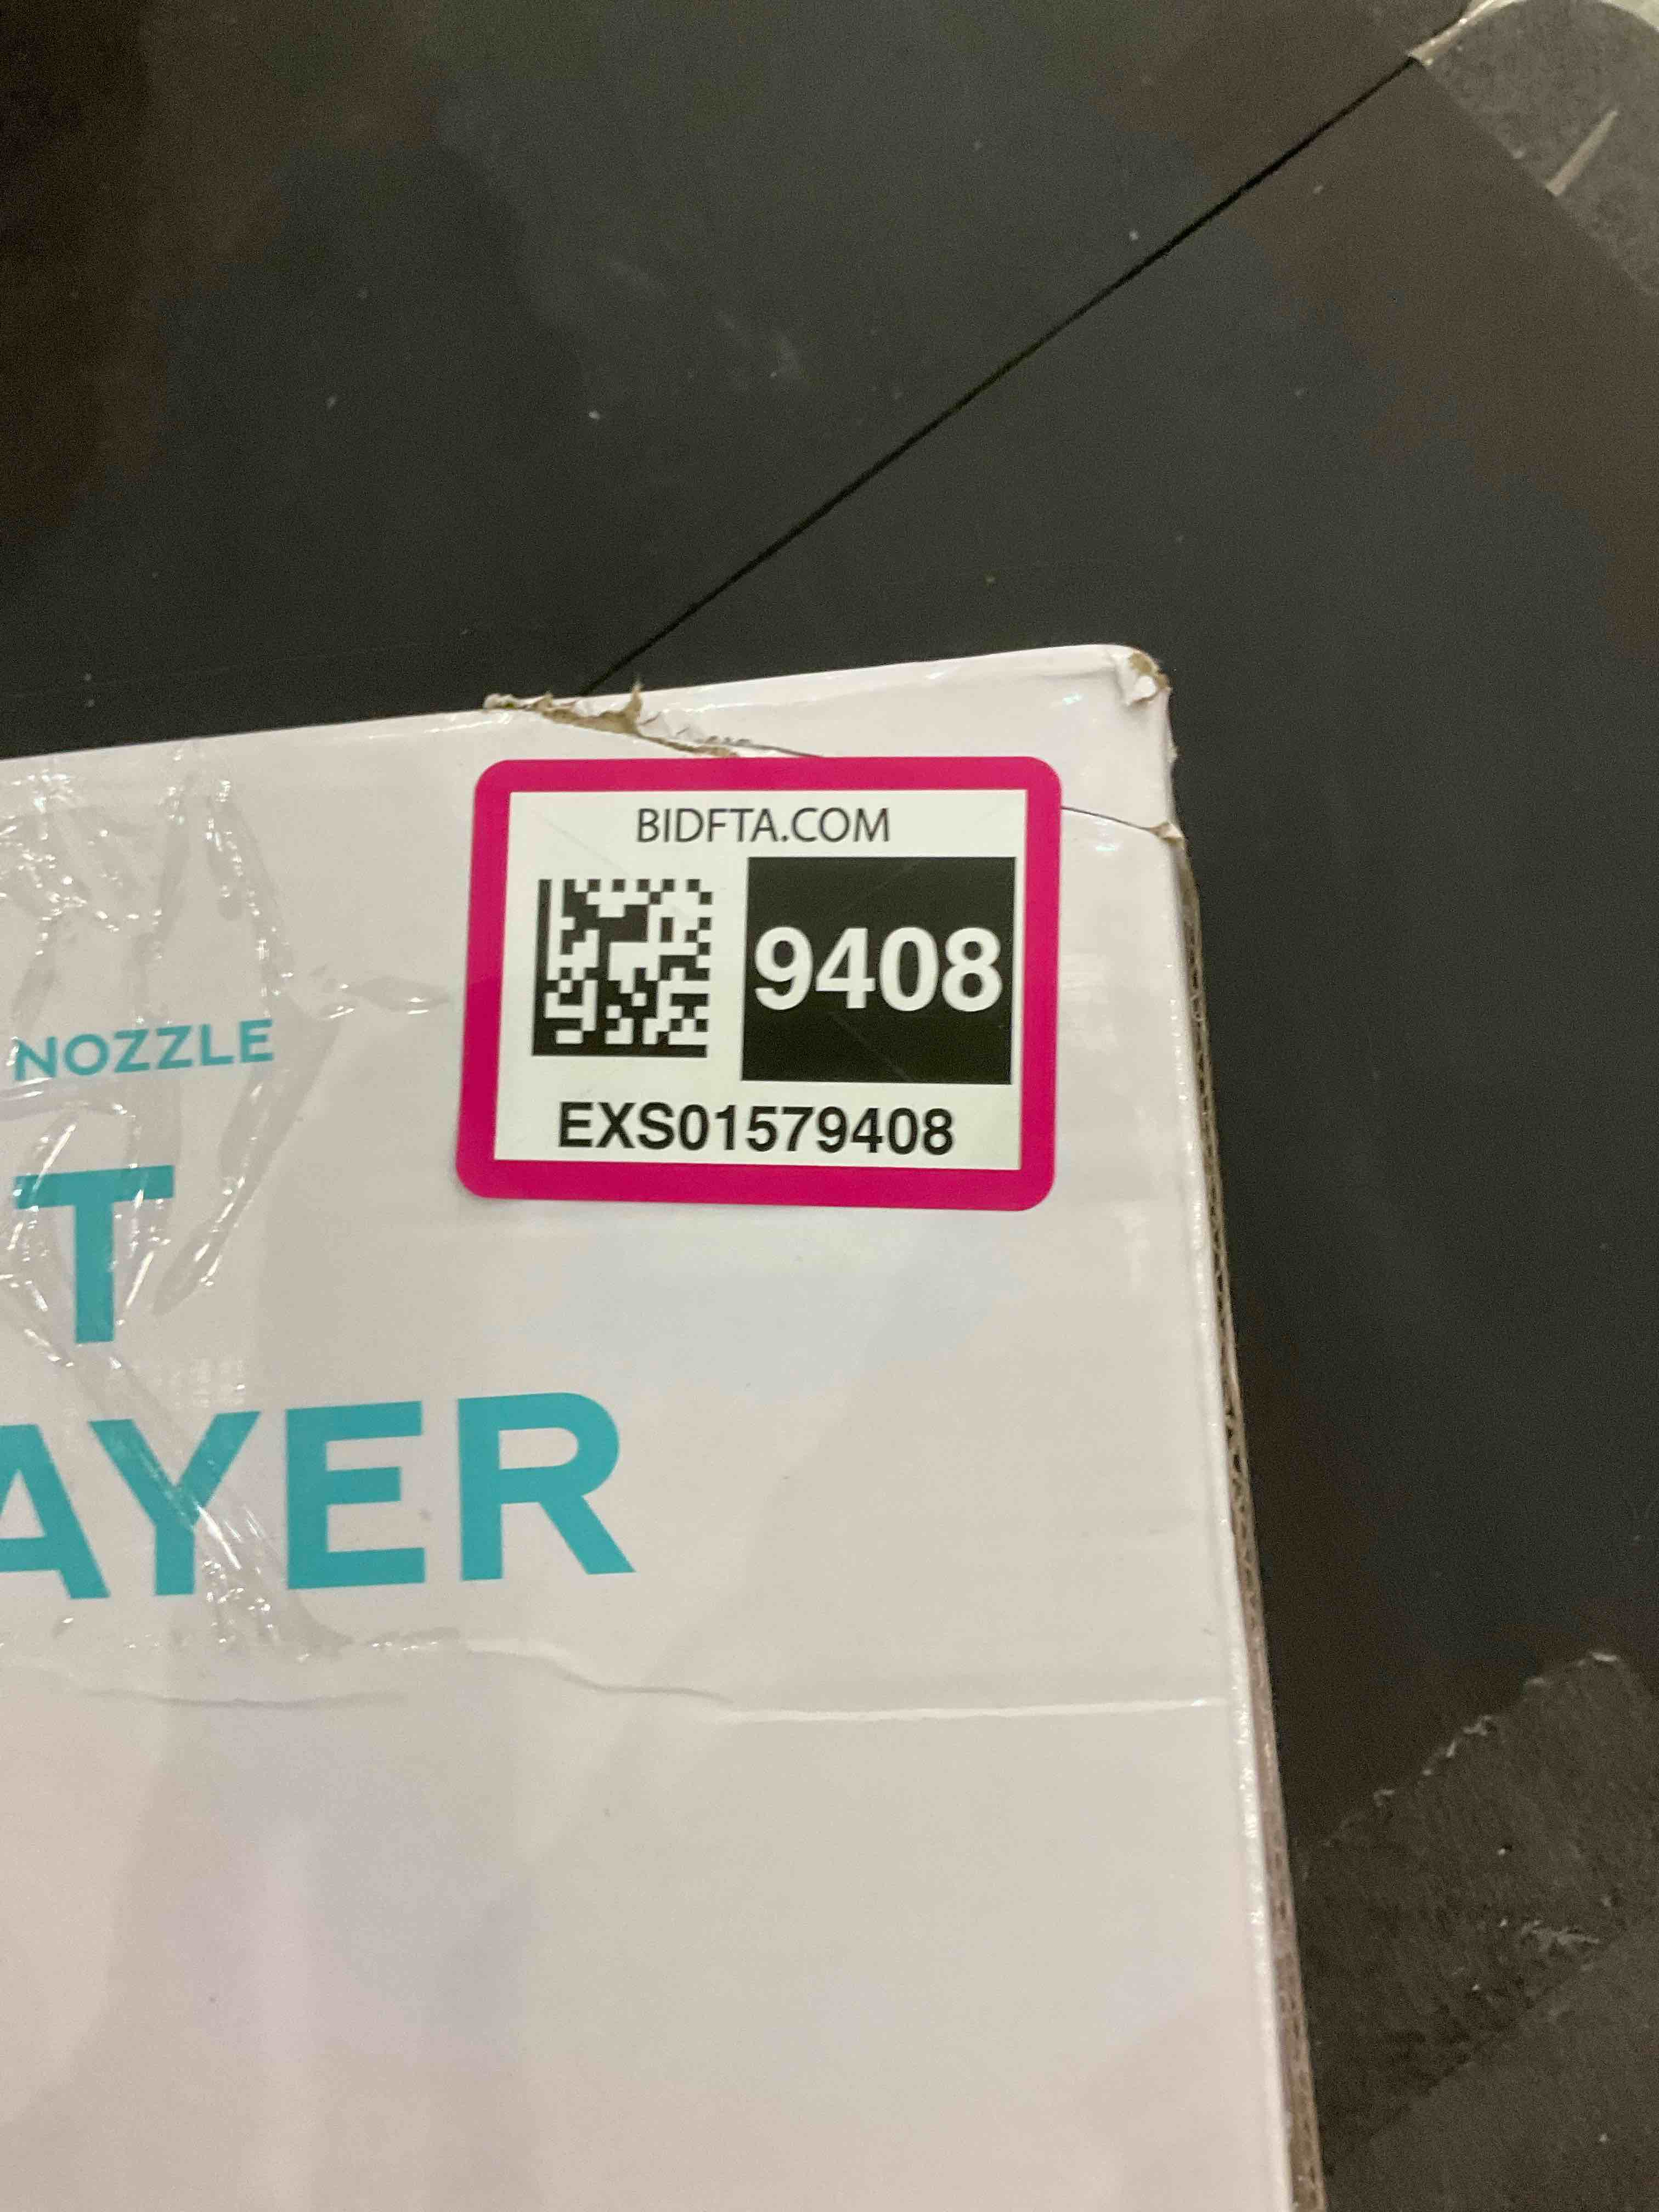 BIDFTA.COM
9408
EXS01579408
NOZZLE
T
AYER